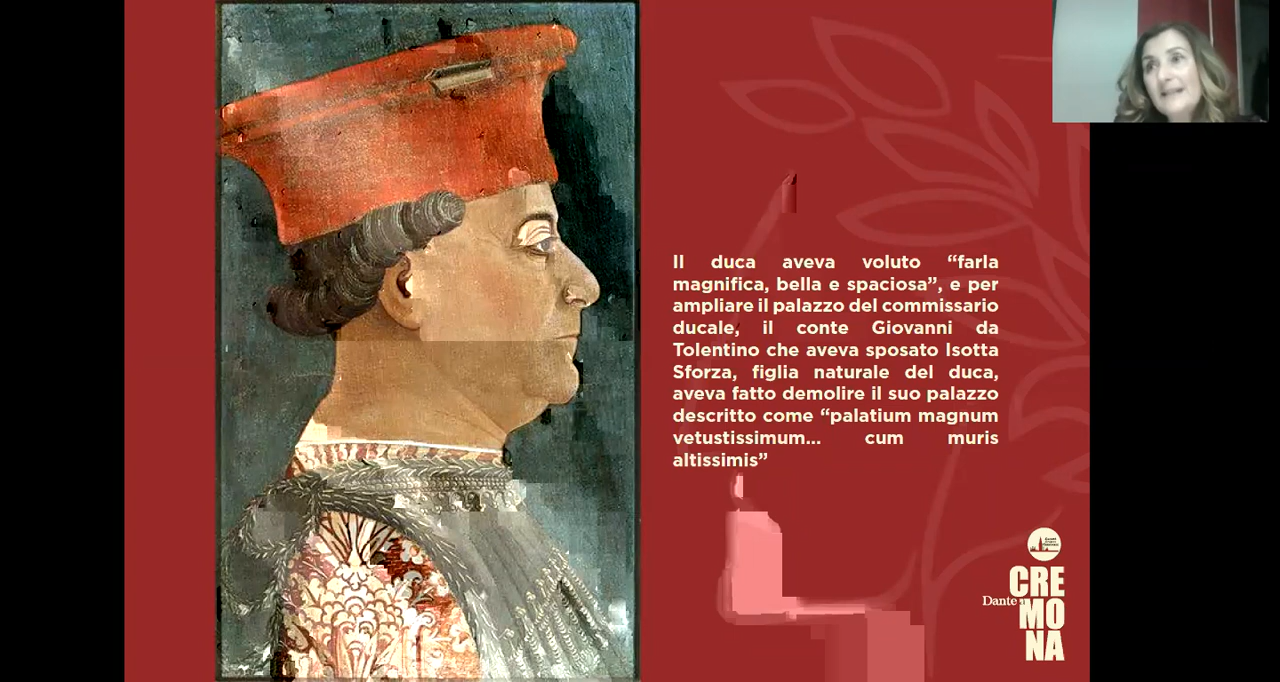 Il duca aveva voluto “farla
magnifica, bella e spaciosa”, e per
ampliare il palazzo del commissario
ducale, il conte Giovanni da
Tolentino che aveva sposato Isotta
Sforza, figlia naturale del duca,
aveva fatto demolire il suo palazzo
descritto come “palatium magnum
vetustissimum... cum muris
altissimis”
CRE
Dante
MO
NA